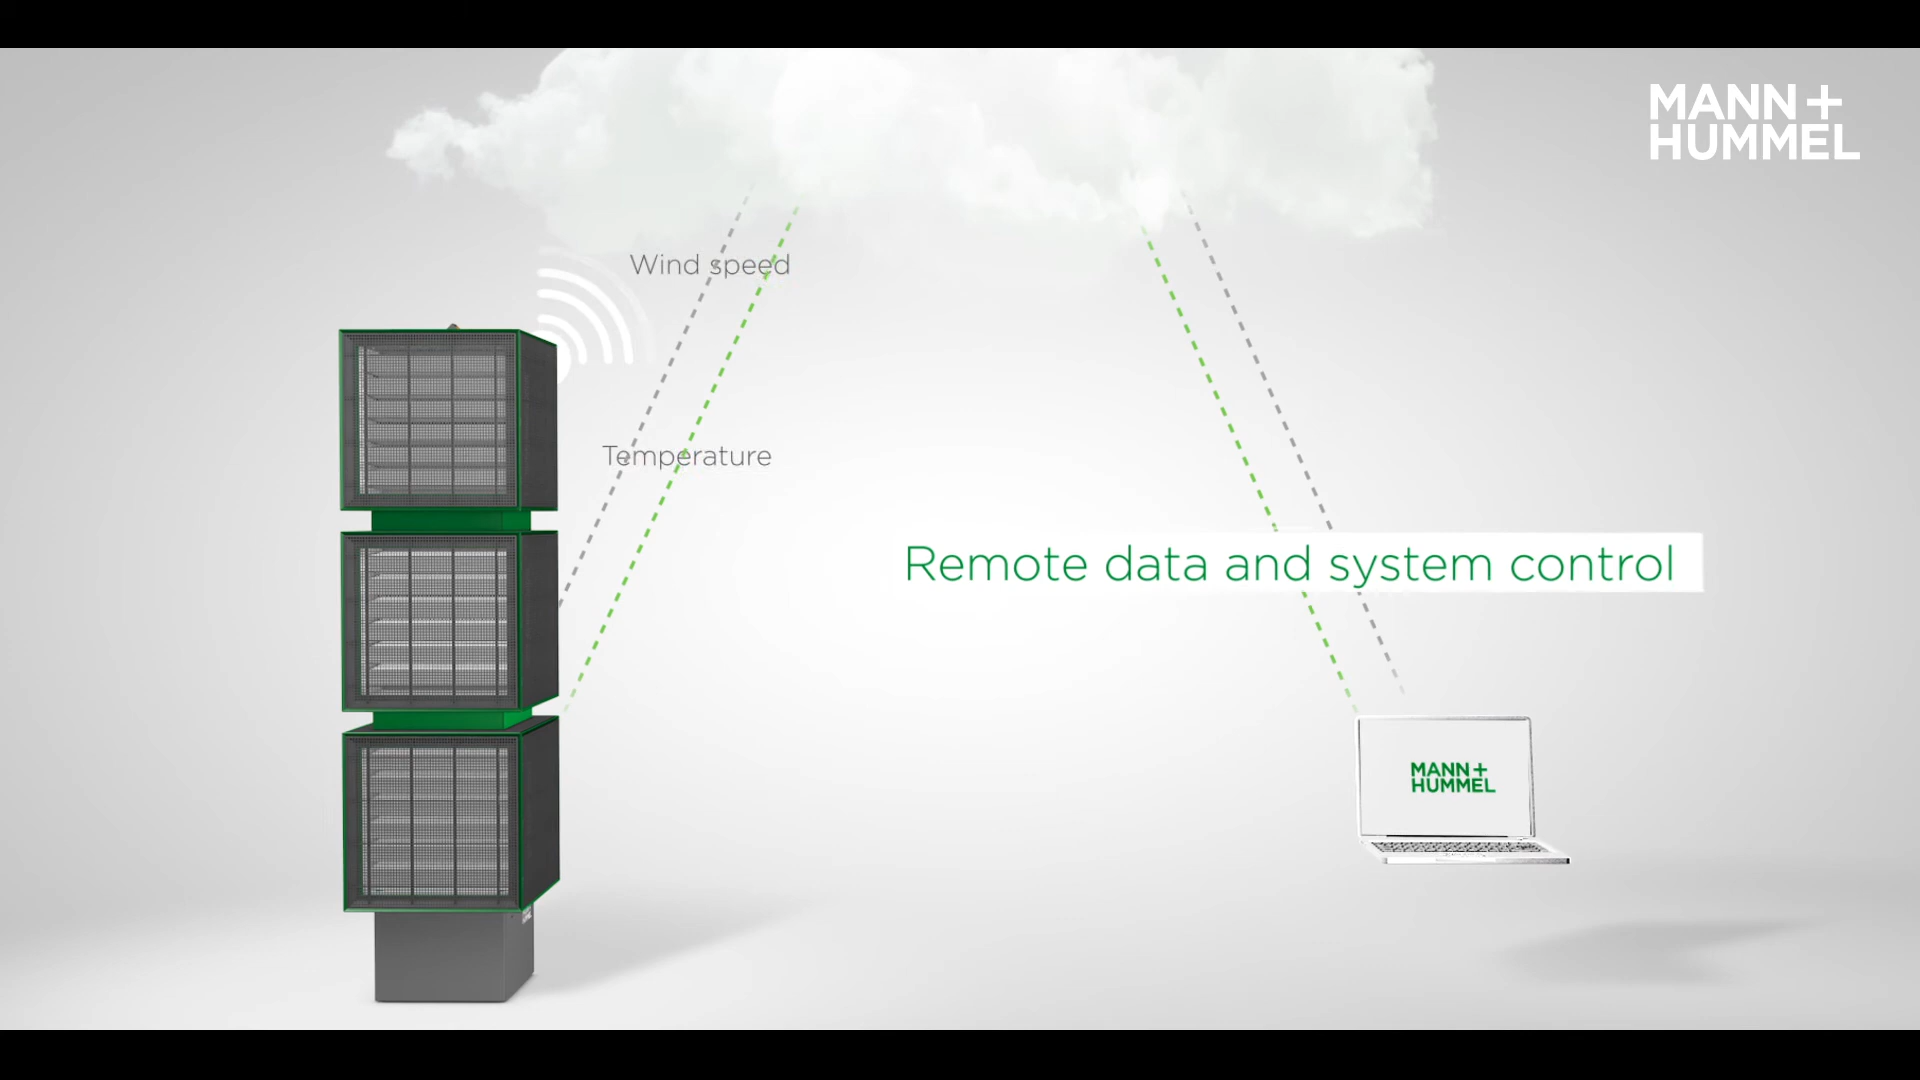 MANN+
HUMMEL
Wind speed
Temperature
Remote data and system control
MANN+
HUMMEL